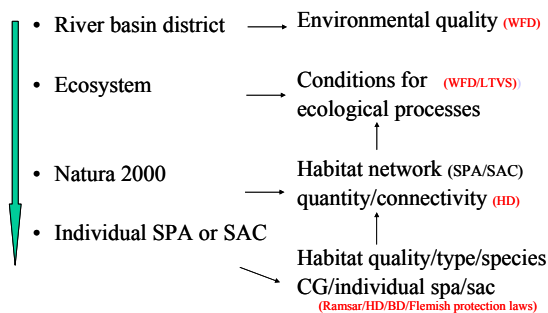 • River basin district
Environmental quality (WFD)
• Ecosystem
Conditions for (WFD/LTVS))
ecological processes
• Natura 2000
Habitat network (SPA/SAC)
quantity/connectivity (HD)
• Individual SPA or SAC
Habitat quality/type/species
CG/individual spa/sac
(Ramsar/HD/BD/Flemish protection laws)